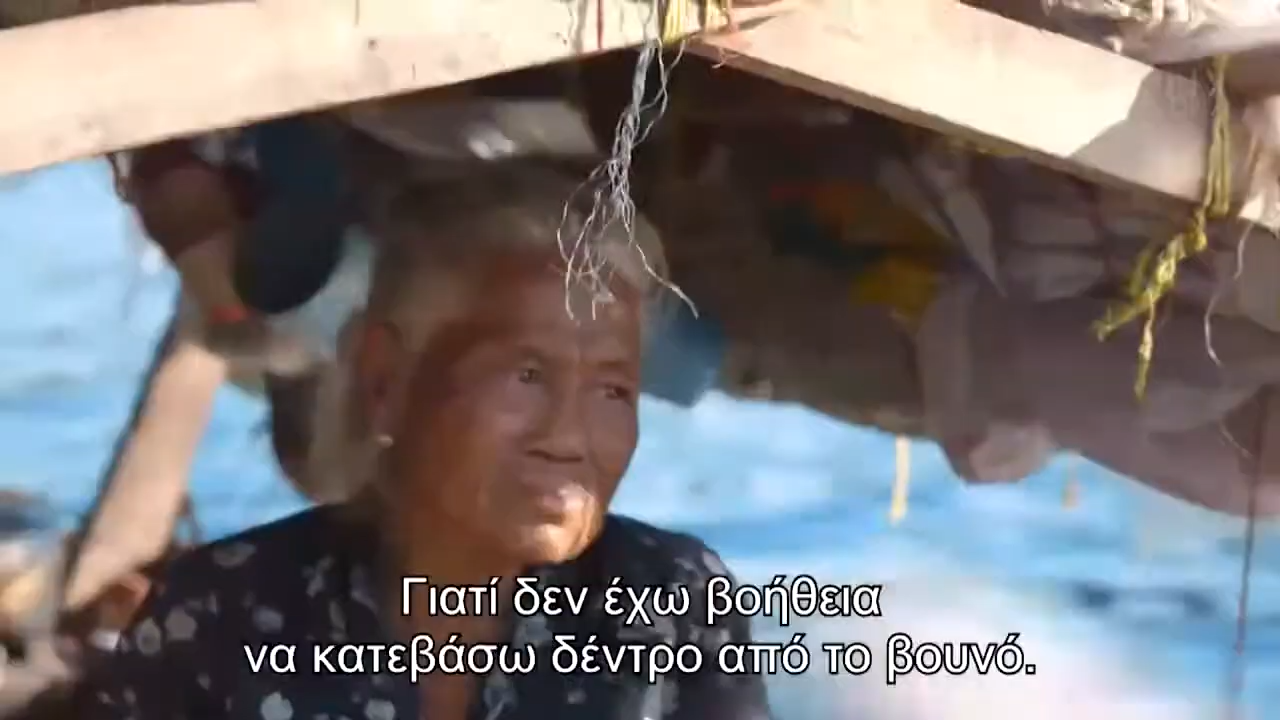 Γιατί δεν έχω βοήθεια
να κατεβάσω δέντρο από το βουνό.